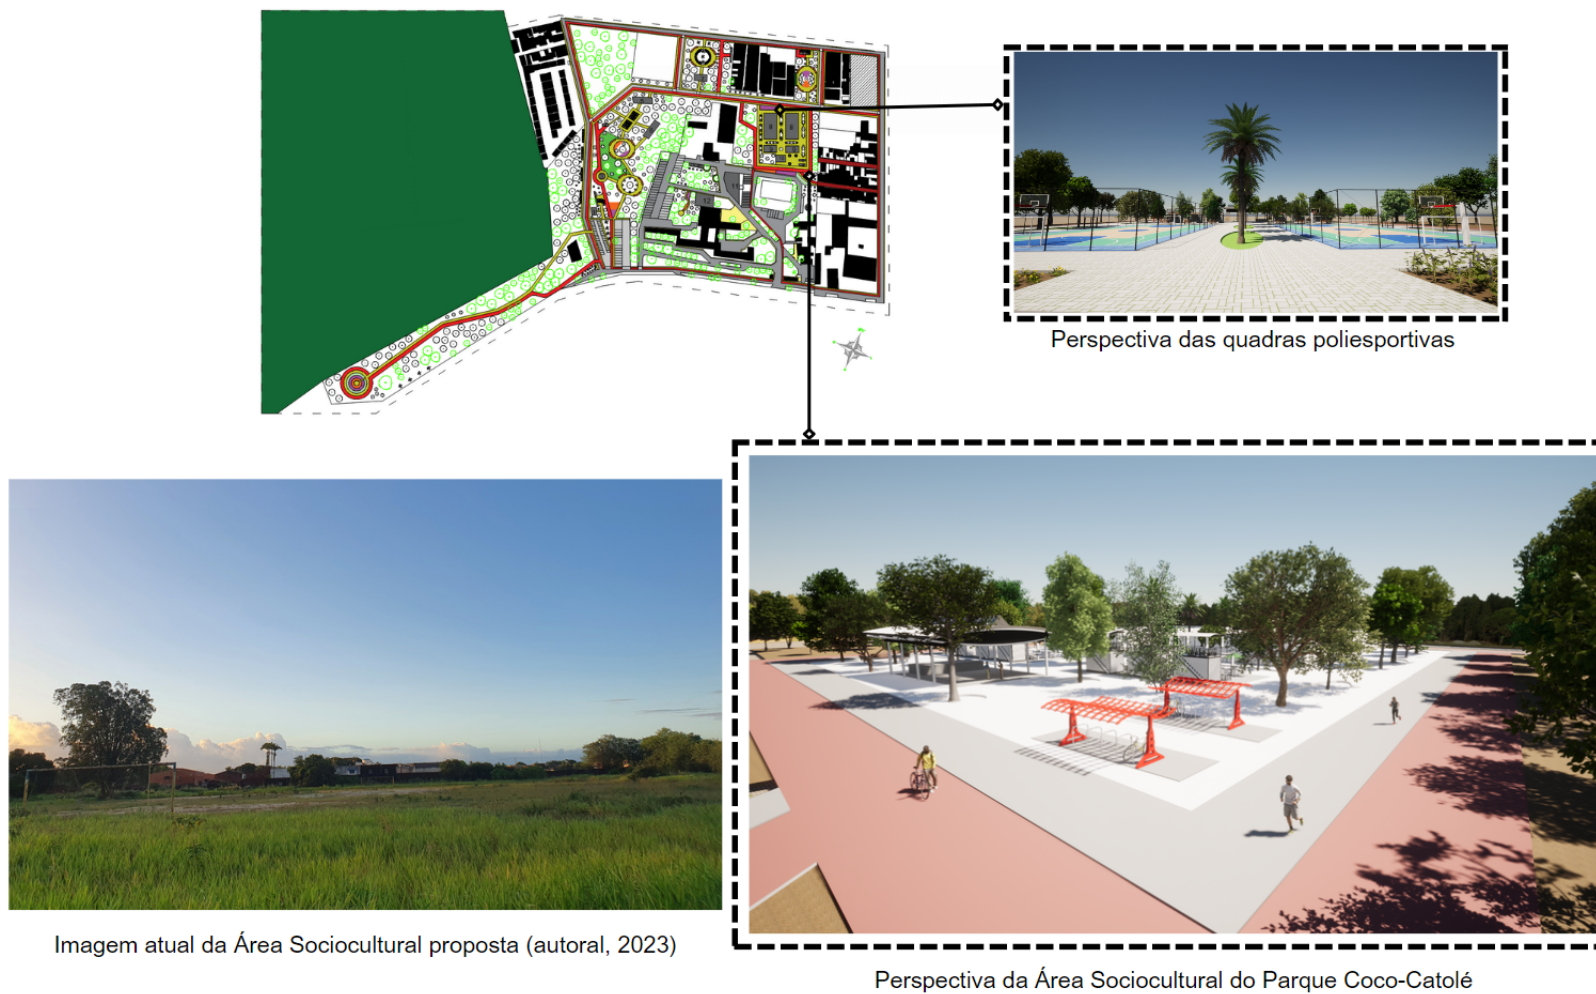 Perspectiva das quadras poliesportivas
Imagem atual da Área Sociocultural proposta (autoral, 2023)
Perspectiva da Área Sociocultural do Parque Coco-Catolé